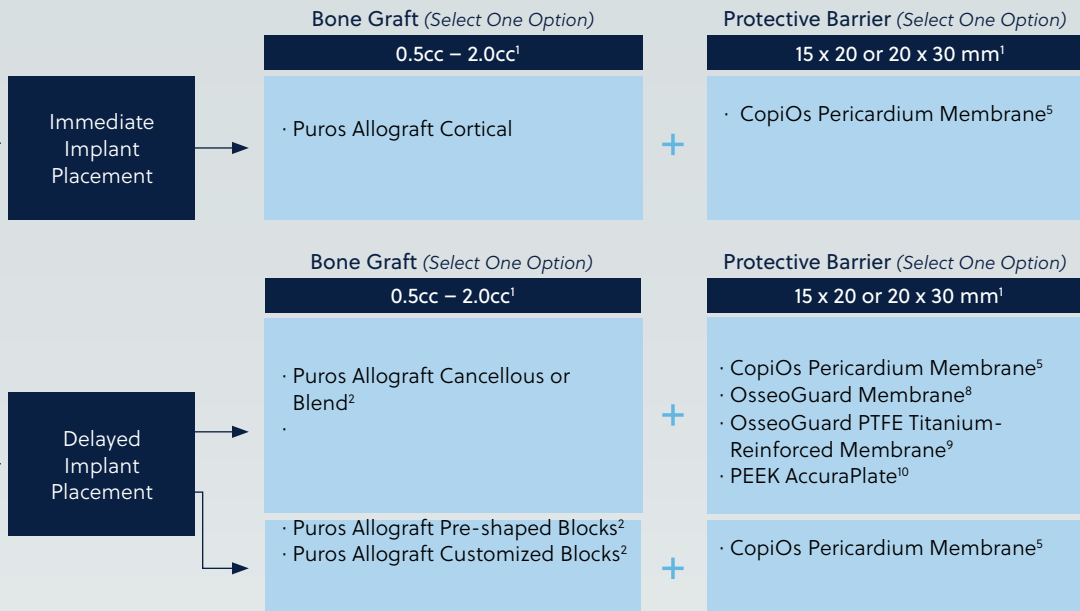 Bone Graft (Select One Option)
Protective Barrier (Select One Option)
0.5cc – 2.0cc¹
15 x 20 or 20 x 30 mm¹
Immediate
Implant
Placement
· Puros Allograft Cortical
+
· CopiOs Pericardium Membrane⁵
Bone Graft (Select One Option)
Protective Barrier (Select One Option)
0.5cc – 2.0cc¹
15 x 20 or 20 x 30 mm¹
Delayed
Implant
Placement
· Puros Allograft Cancellous or
Blend²
·
+
· CopiOs Pericardium Membrane⁵
· OsseoGuard Membrane⁸
· OsseoGuard PTFE Titanium-
Reinforced Membrane⁹
· PEEK AccuraPlate¹⁰
· Puros Allograft Pre-shaped Blocks²
· Puros Allograft Customized Blocks²
+
· CopiOs Pericardium Membrane⁵